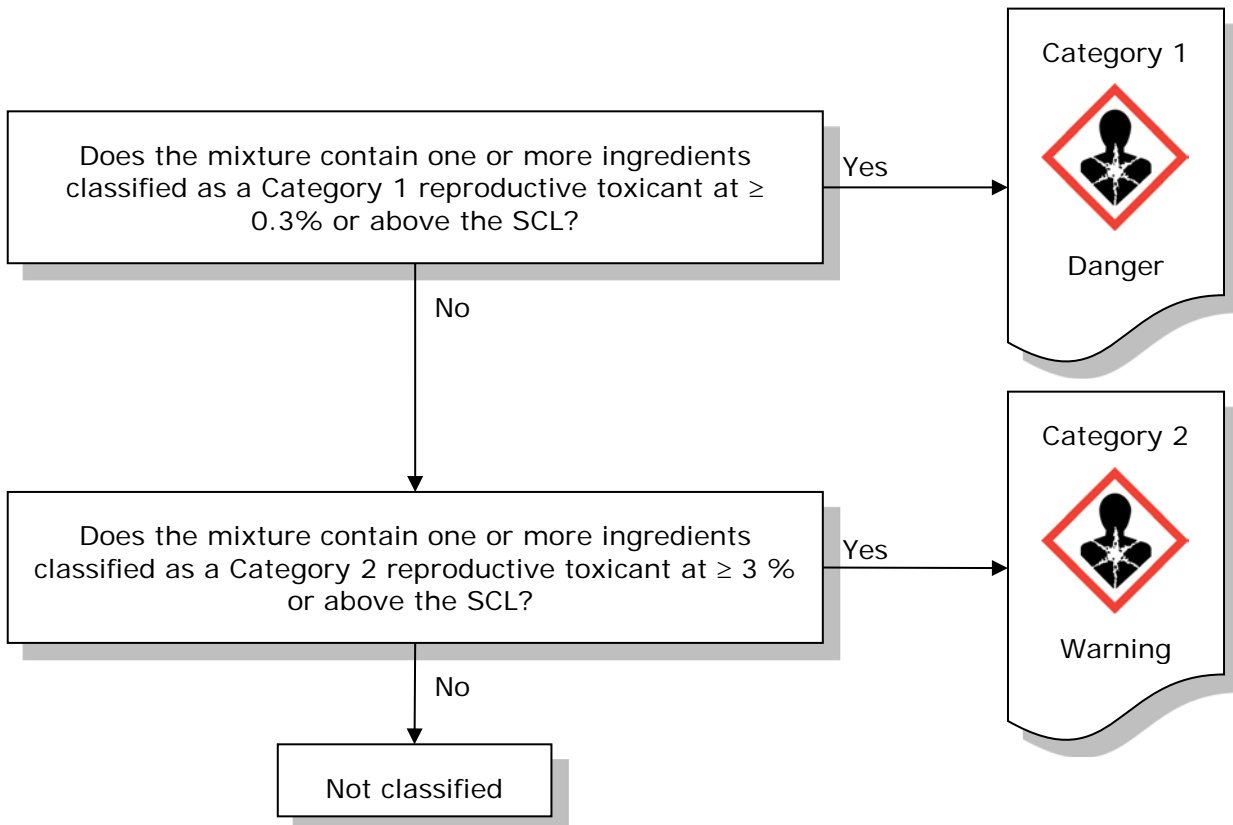 Category 1
Does the mixture contain one or more ingredients
classified as a Category 1 reproductive toxicant at ≥
0.3% or above the SCL?
Yes
Danger
No
Category 2
Does the mixture contain one or more ingredients
classified as a Category 2 reproductive toxicant at ≥ 3 %
or above the SCL?
Yes
Warning
No
Not classified